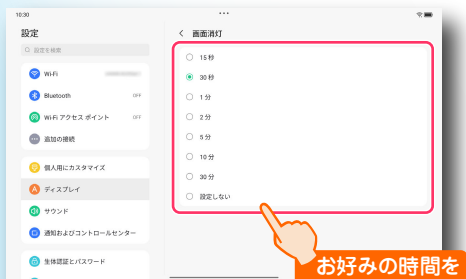 10:30
設定
設定を検索
Wi-Fi
Bluetooth
OFF
Wi-Fi アクセス ポイント
OFF
追加の接続
個人用にカスタマイズ
ディスプレイ
サウンド
通知およびコントロールセンター
生体認証とパスワード
画面消灯
15 秒
30 秒
1 分
2 分
5 分
10 分
30 分
設定しない
お好みの時間を